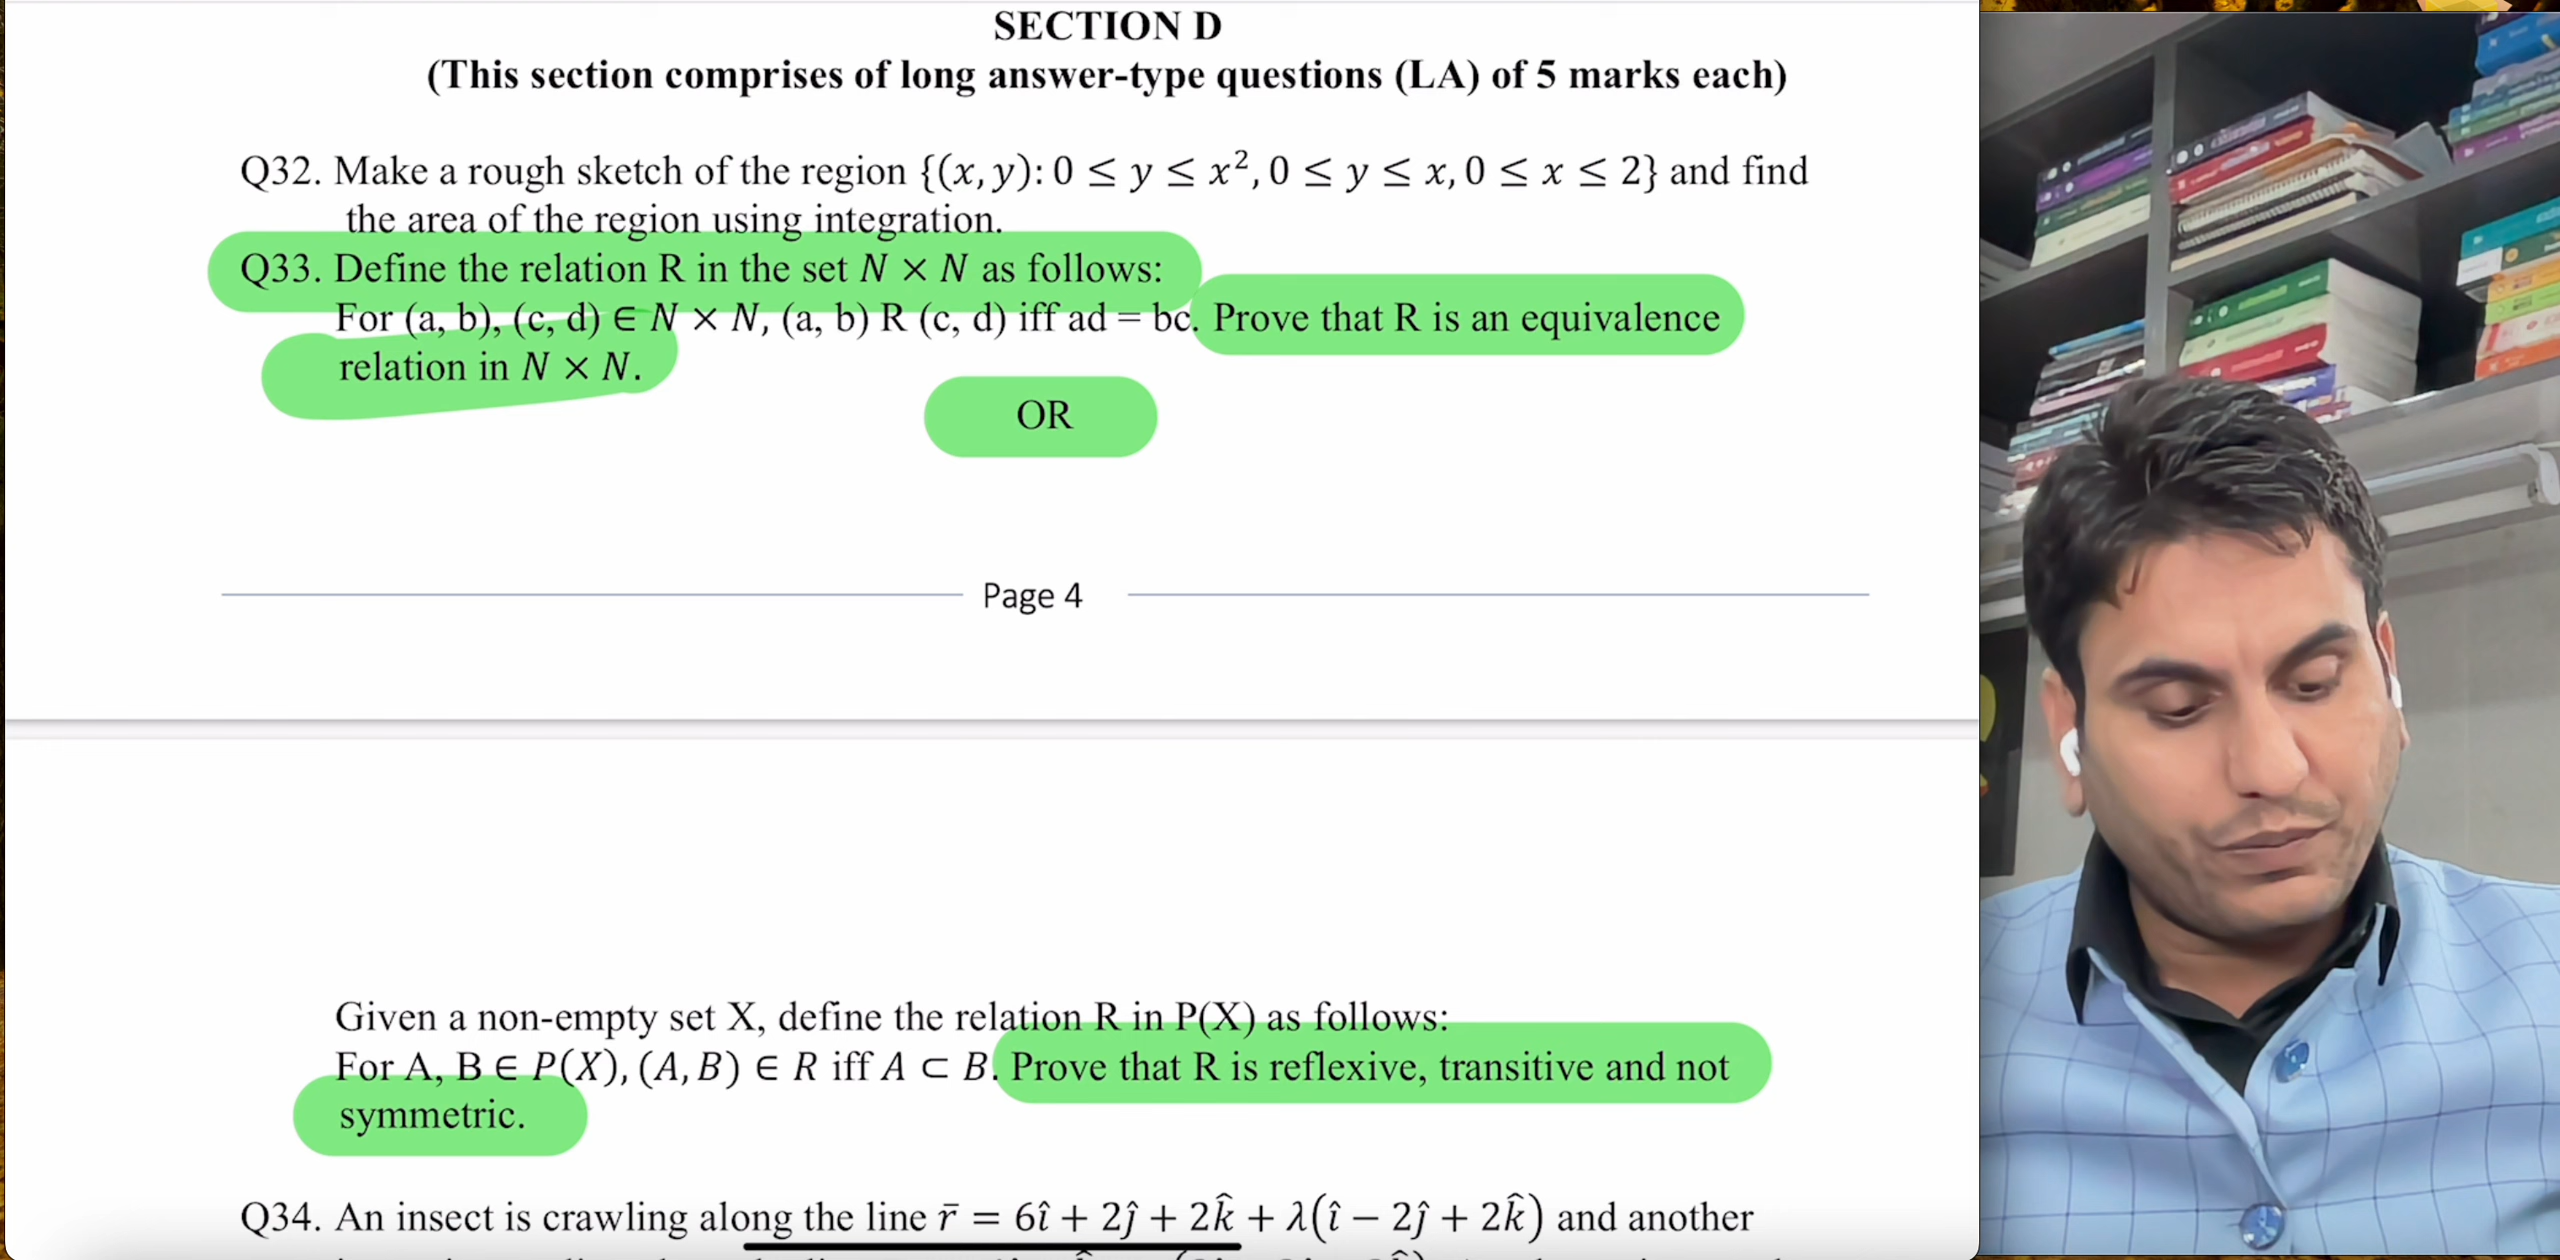 SECTION D
(This section comprises of long answer-type questions (LA) of 5 marks each)
Q32. Make a rough sketch of the region {(x, y): 0 ≤ y ≤ x², 0 ≤ y ≤ x, 0 ≤ x ≤ 2} and find
the area of the region using integration.
Q33. Define the relation R in the set N × N as follows:
For (a, b), (c, d) ∈ N × N, (a, b) R (c, d) iff ad = bc. Prove that R is an equivalence
relation in N × N.
OR
Page 4
Given a non-empty set X, define the relation R in P(X) as follows:
For A, B ∈ P(X), (A, B) ∈ R iff A ⊂ B. Prove that R is reflexive, transitive and not
symmetric.
Q34. An insect is crawling along the line r̄ = 6î + 2ĵ + 2k̂ + λ(î − 2ĵ + 2k̂) and another